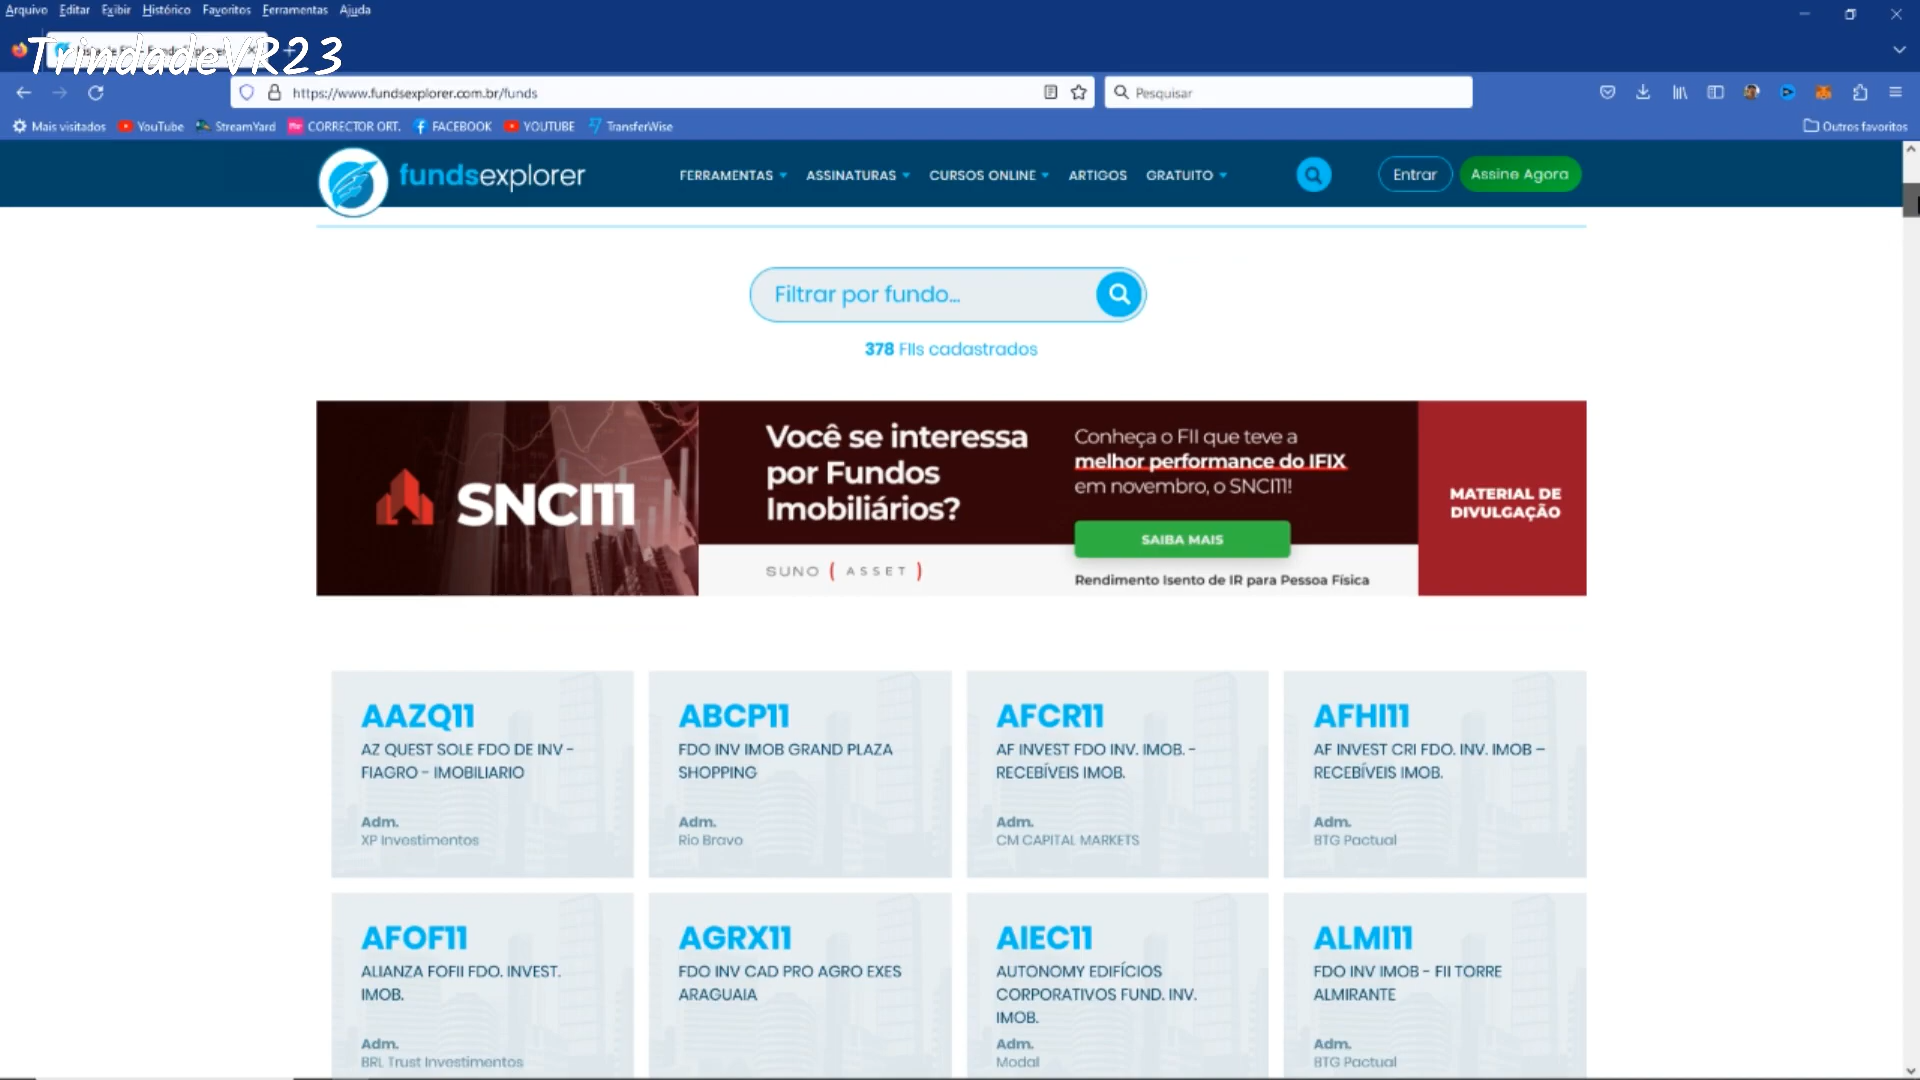 Arquivo Editar Exibir Histórico Favoritos Ferramentas Ajuda
TrindadeVR23
https://www.fundsexplorer.com.br/funds
Pesquisar
Mais visitados YouTube StreamYard CORRECTOR ORT. FACEBOOK YOUTUBE TransferWise Outros favoritos
fundsexplorer FERRAMENTAS ASSINATURAS CURSOS ONLINE ARTIGOS GRATUITO Entrar Assine Agora
Filtrar por fundo...
378 FIIs cadastrados
SNCI11
Você se interessa
por Fundos
Imobiliários?
SUNO ( ASSET )
Conheça o FII que teve a
melhor performance do IFIX
em novembro, o SNCI11!
SAIBA MAIS
Rendimento Isento de IR para Pessoa Física
MATERIAL DE
DIVULGAÇÃO
AAZQ11
AZ QUEST SOLE FDO DE INV -
FIAGRO - IMOBILIARIO
Adm.
XP Investimentos
ABCP11
FDO INV IMOB GRAND PLAZA
SHOPPING
Adm.
Rio Bravo
AFCR11
AF INVEST FDO INV. IMOB. -
RECEBÍVEIS IMOB.
Adm.
CM CAPITAL MARKETS
AFHI11
AF INVEST CRI FDO. INV. IMOB –
RECEBÍVEIS IMOB.
Adm.
BTG Pactual
AFOF11
ALIANZA FOFII FDO. INVEST.
IMOB.
Adm.
BRL Trust Investimentos
AGRX11
FDO INV CAD PRO AGRO EXES
ARAGUAIA
AIEC11
AUTONOMY EDIFÍCIOS
CORPORATIVOS FUND. INV.
IMOB.
Adm.
Modal
ALMI11
FDO INV IMOB - FII TORRE
ALMIRANTE
Adm.
BTG Pactual